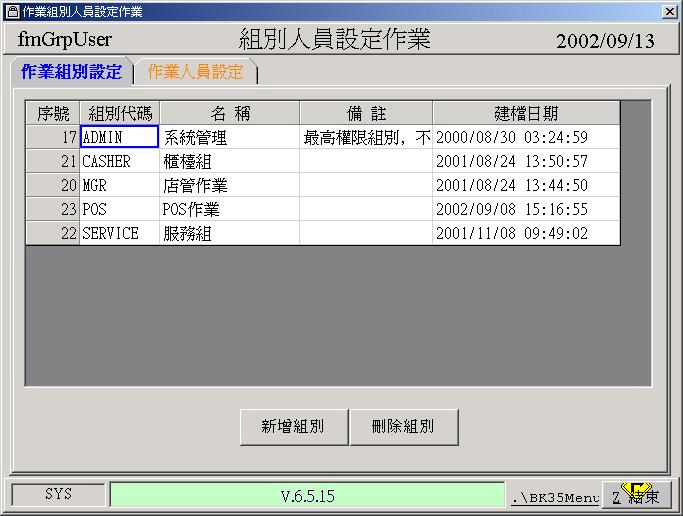 作業組別人員設定作業
fmGrpUser 組別人員設定作業 2002/09/13
作業組別設定 作業人員設定
序號 組別代碼 名 稱 備 註 建檔日期
17 ADMIN 系統管理 最高權限組別，不 2000/08/30 03:24:59
21 CASHER 櫃檯組 2001/08/24 13:50:57
20 MGR 店管作業 2001/08/24 13:44:50
23 POS POS作業 2002/09/08 15:16:55
22 SERVICE 服務組 2001/11/08 09:49:02
新增組別 刪除組別
SYS V.6.5.15 .\BK35Menu Z 結束